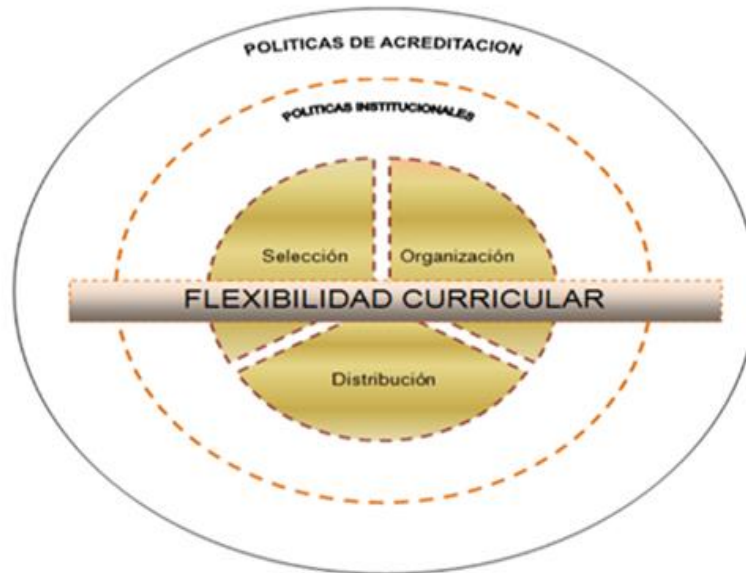 POLITICAS DE ACREDITACION
POLITICAS INSTITUCIONALES
Selección
Organización
FLEXIBILIDAD CURRICULAR
Distribución